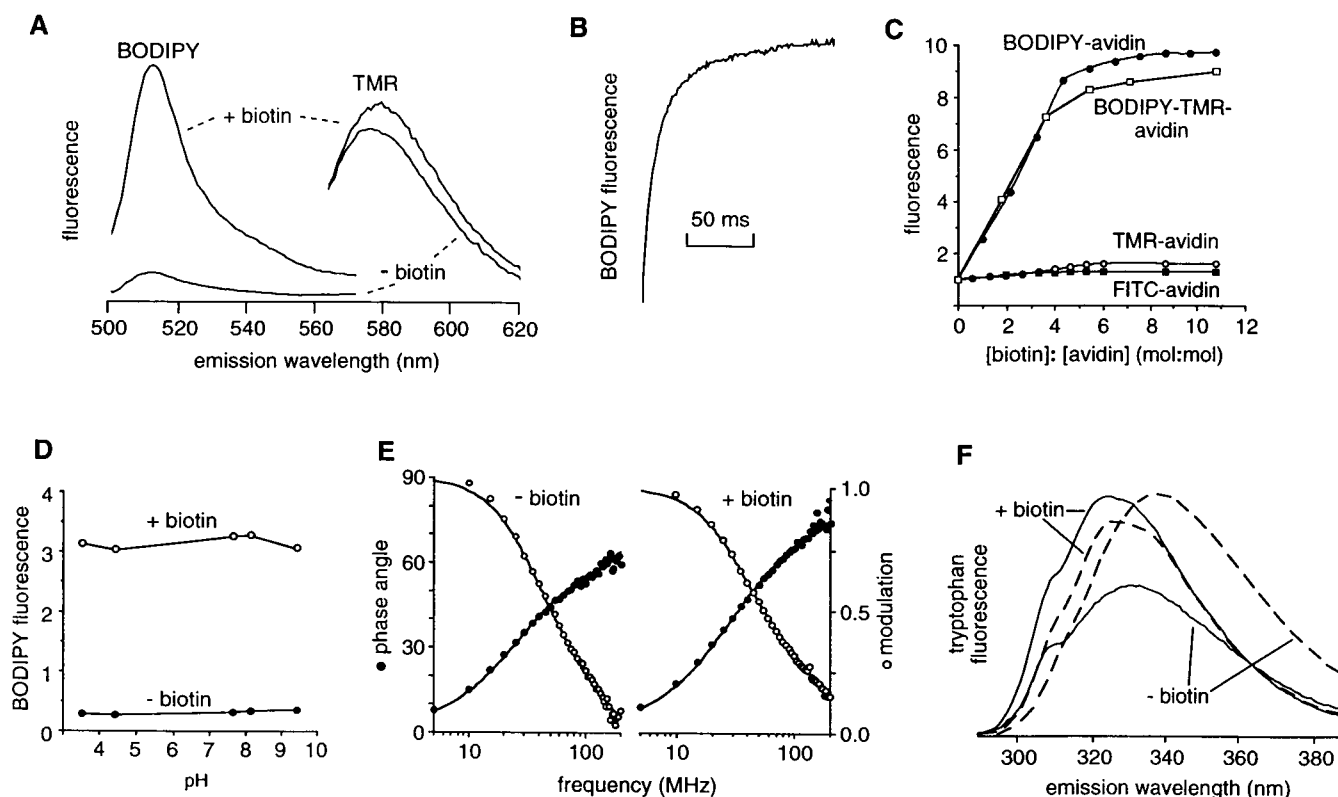 A
BODIPY
TMR
+ biotin
- biotin
fluorescence
500 520 540 560 580 600 620
emission wavelength (nm)
B
BODIPY fluorescence
50 ms
C
BODIPY-avidin
BODIPY-TMR-
avidin
TMR-avidin
FITC-avidin
fluorescence
10
8
6
4
2
0 2 4 6 8 10 12
[biotin]: [avidin] (mol:mol)
D
BODIPY fluorescence
4
3
2
1
0
+ biotin
- biotin
4 5 6 7 8 9 10
pH
E
● phase angle
90
60
30
0
- biotin
+ biotin
1.0
0.5
0.0
o modulation
10 100 10 100
frequency (MHz)
F
+ biotin
- biotin
tryptophan
fluorescence
300 320 340 360 380
emission wavelength (nm)